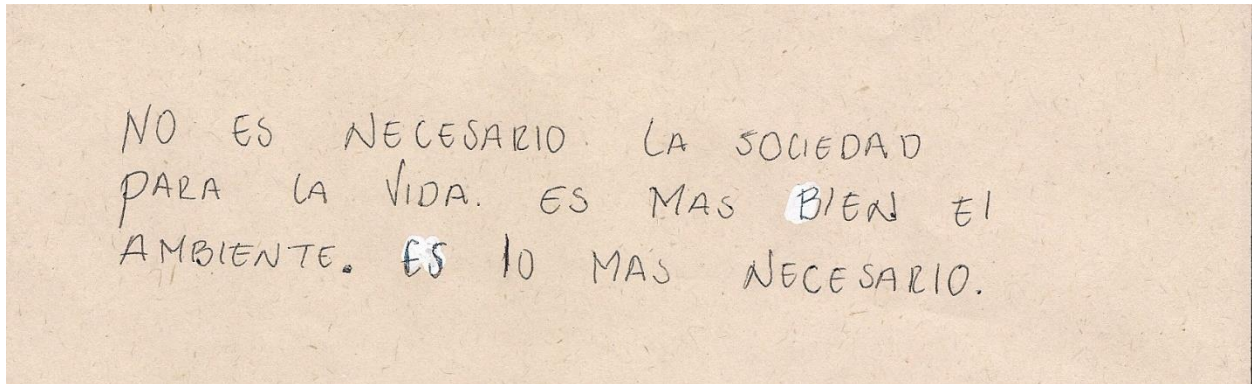 NO ES NECESARIO LA SOCIEDAD
PARA LA VIDA. ES MAS BIEN El
AMBIENTE. ES lO MAS NECESARIO.